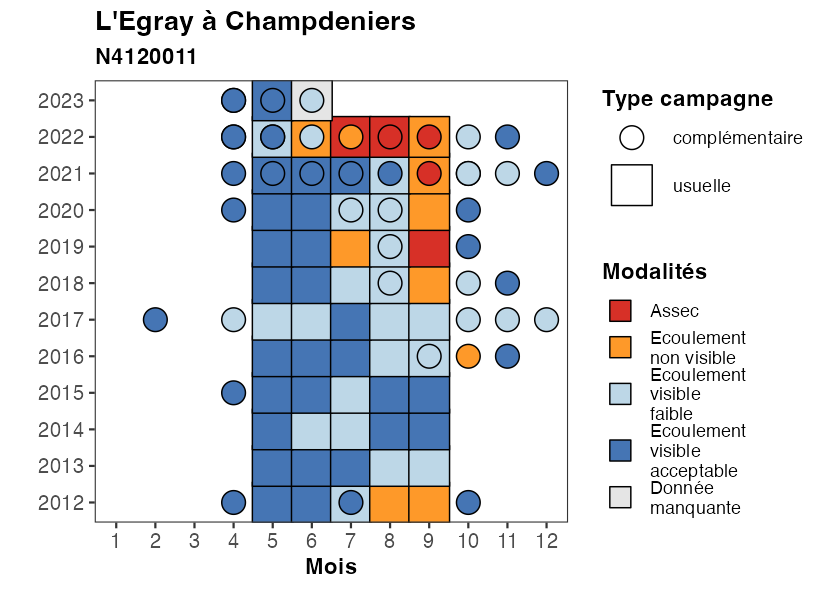 L'Egray à Champdeniers
N4120011
2023
2022
2021
2020
2019
2018
2017
2016
2015
2014
2013
2012
1 2 3 4 5 6 7 8 9 10 11 12
Mois
Type campagne
complémentaire
usuelle
Modalités
Assec
Ecoulement
non visible
Ecoulement
visible
faible
Ecoulement
visible
acceptable
Donnée
manquante